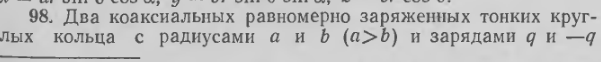 98. Два коаксиальных равномерно заряженных тонких круг-
лых кольца с радиусами a и b (a>b) и зарядами q и —q